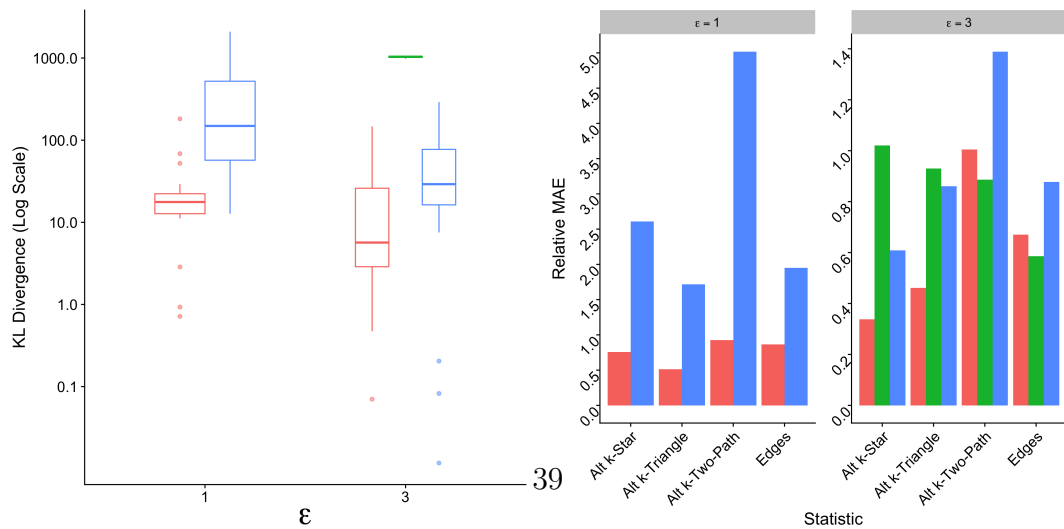 KL Divergence (Log Scale)
1000.0
100.0
10.0
1.0
0.1
1
3
ε
39
Relative MAE
ε = 1
5.0
4.5
4.0
3.5
3.0
2.5
2.0
1.5
1.0
0.5
0.0
Alt k-Star
Alt k-Triangle
Alt k-Two-Path
Edges
ε = 3
1.4
1.2
1.0
0.8
0.6
0.4
0.2
0.0
Alt k-Star
Alt k-Triangle
Alt k-Two-Path
Edges
Statistic